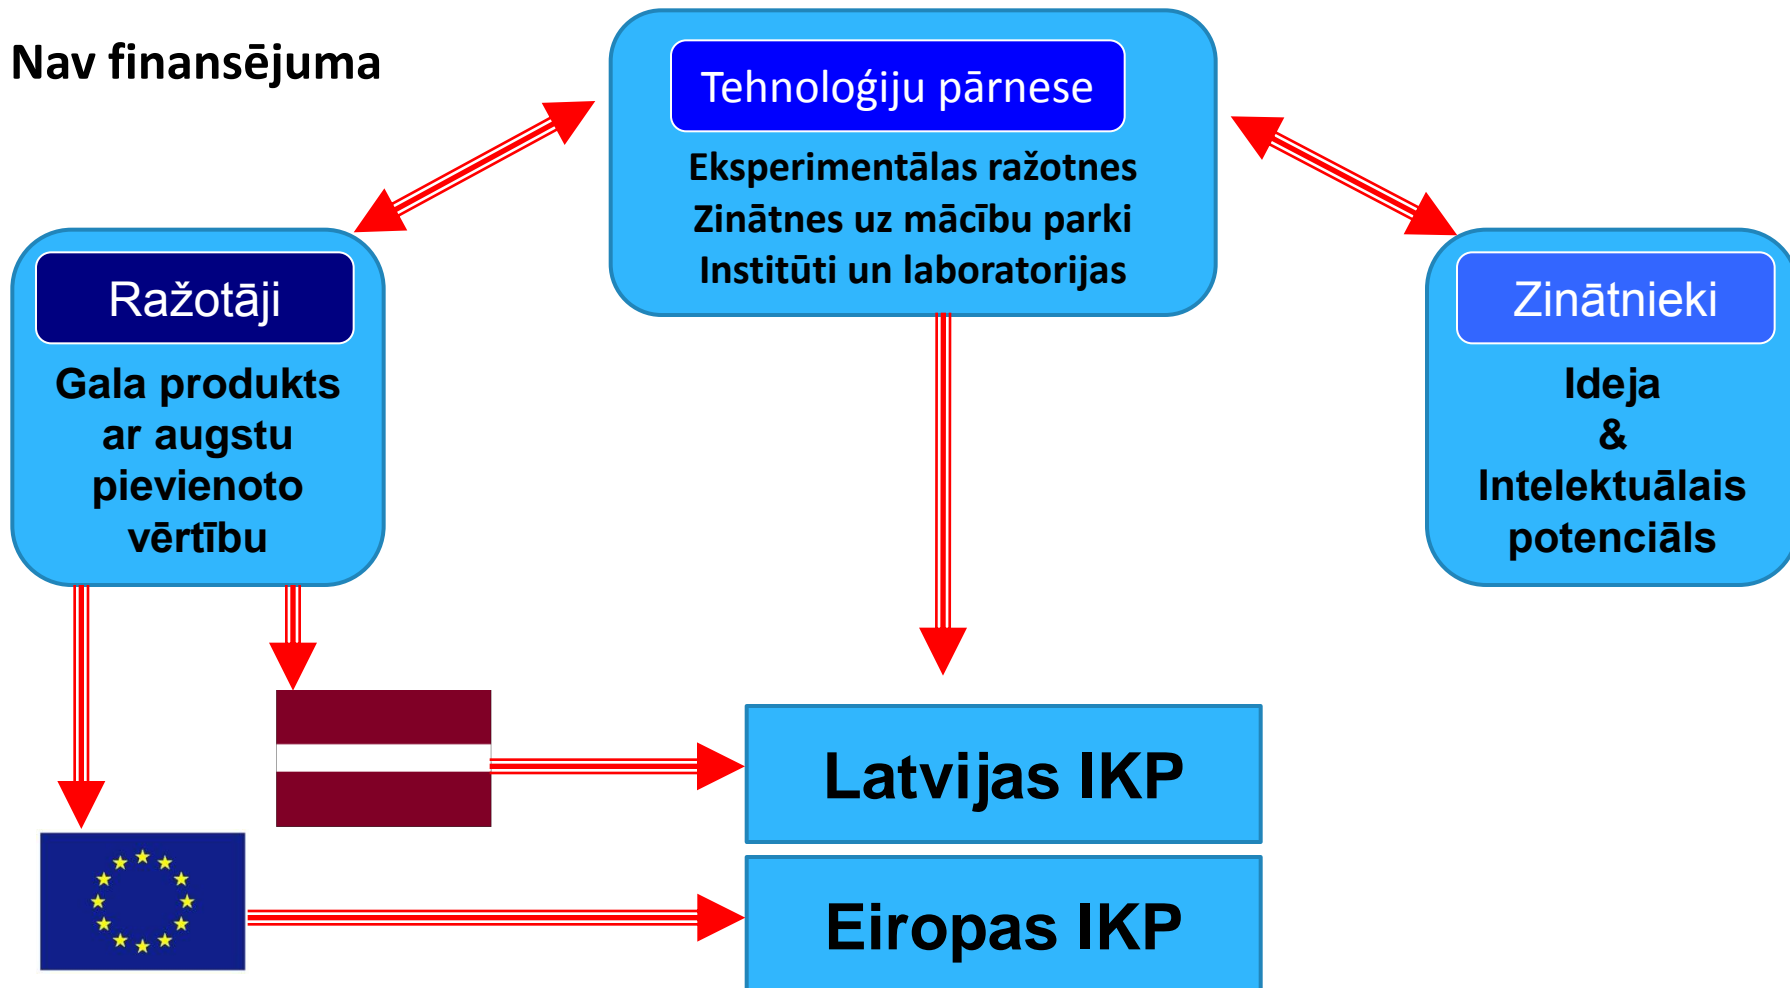 Nav finansējuma
Tehnoloģiju pārnese
Eksperimentālas ražotnes
Zinātnes uz mācību parki
Institūti un laboratorijas
Ražotāji
Gala produkts
ar augstu
pievienoto
vērtību
Zinātnieki
Ideja
&
Intelektuālais
potenciāls
Latvijas IKP
Eiropas IKP